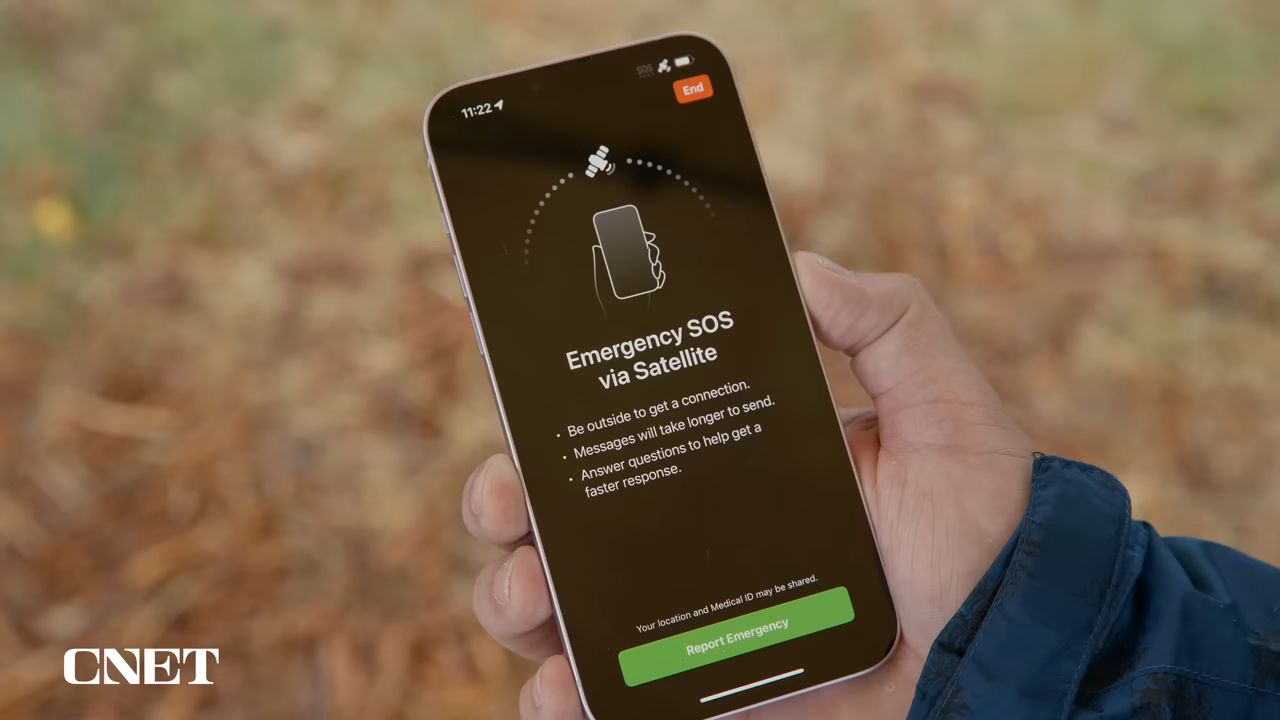 11:22
SOS
End
Emergency SOS
via Satellite
• Be outside to get a connection.
• Messages will take longer to send.
• Answer questions to help get a
faster response.
Your location and Medical ID may be shared.
Report Emergency
CNET